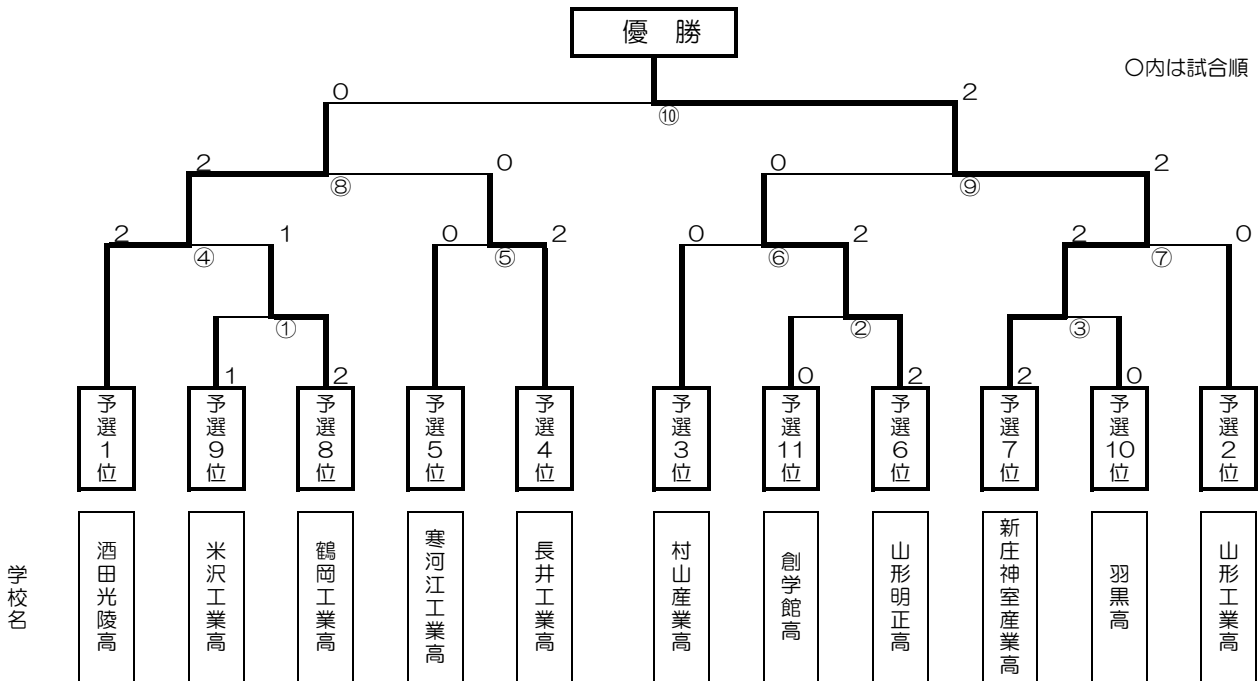 優　勝
〇内は試合順
０ ２
⑩
２ ０ ０ ２
⑧ ⑨
２ １ ０ ２ ０ ２ ２ ０
④ ⑤ ⑥ ⑦
① ② ③
１ ２ ０ ２ ２ ０
予選１位
予選９位
予選８位
予選５位
予選４位
予選３位
予選11位
予選６位
予選７位
予選10位
予選２位
学校名
酒田光陵高
米沢工業高
鶴岡工業高
寒河江工業高
長井工業高
村山産業高
創学館高
山形明正高
新庄神室産業高
羽黒高
山形工業高